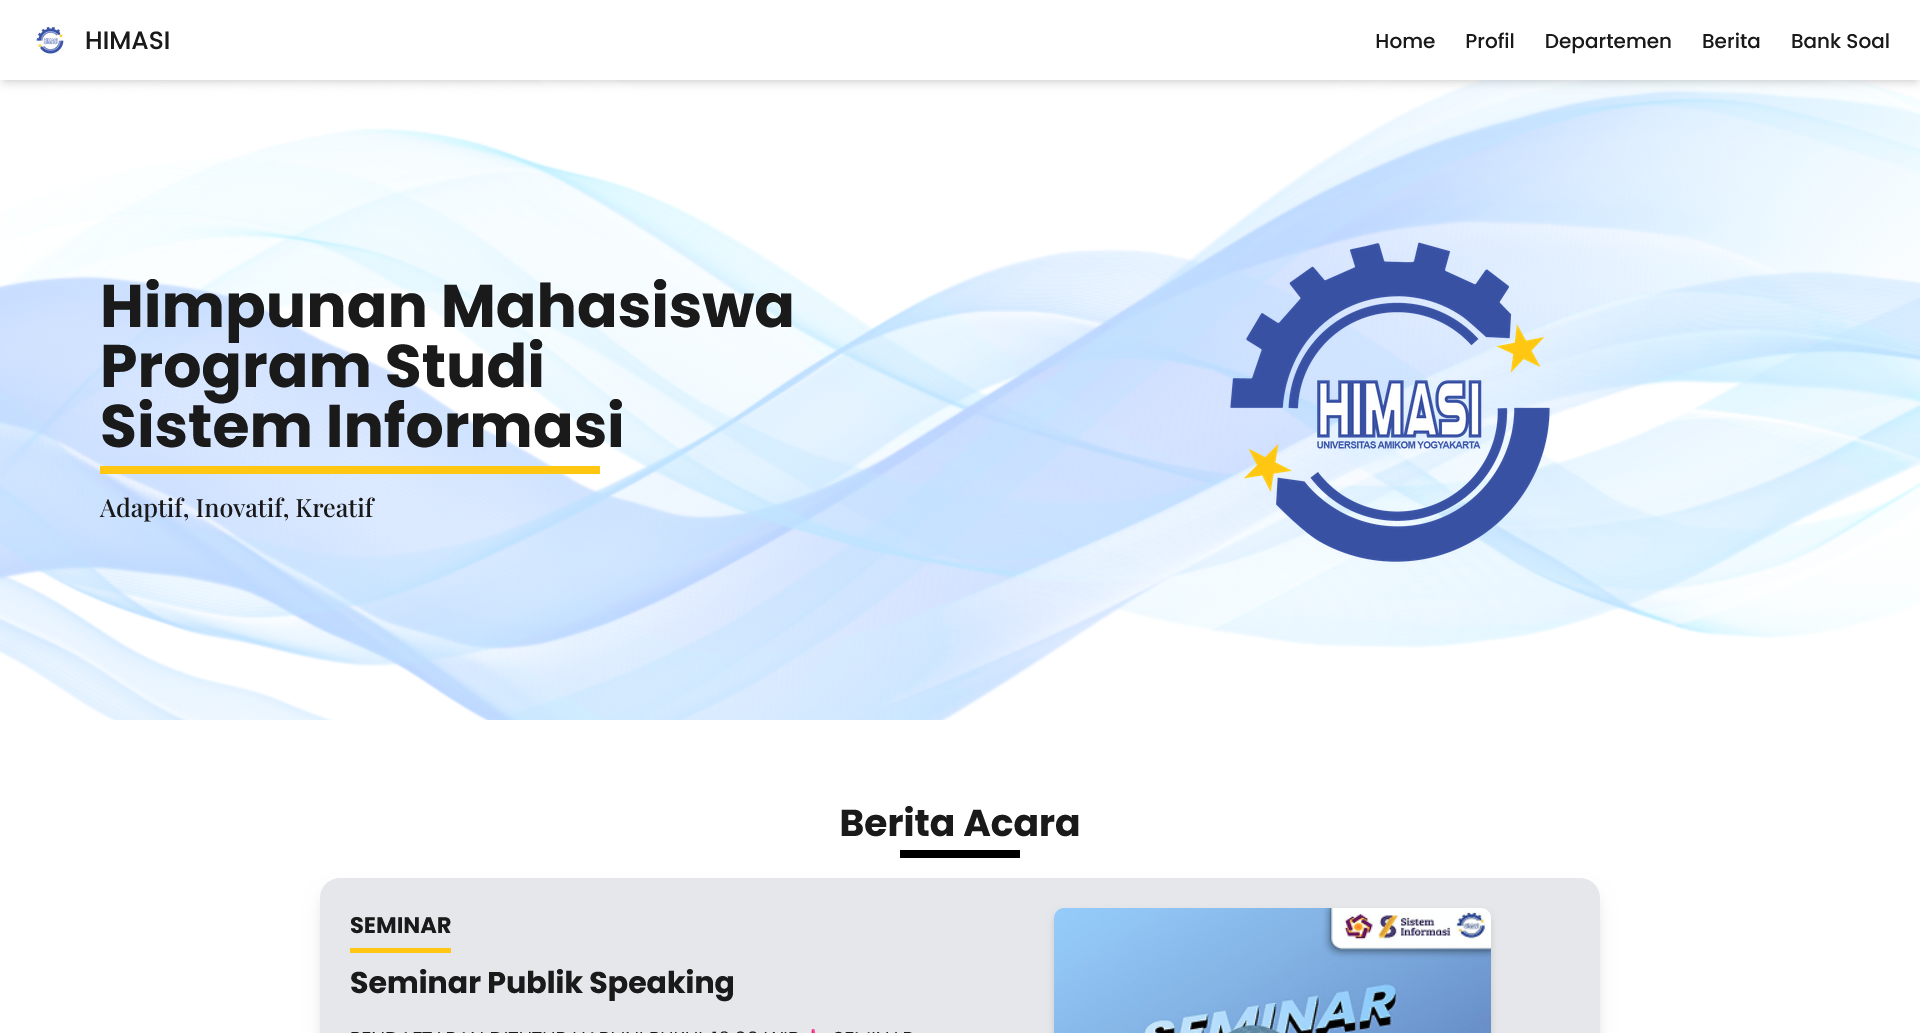 HIMASI
Home
Profil
Departemen
Berita
Bank Soal
Himpunan Mahasiswa
Program Studi
Sistem Informasi
Adaptif, Inovatif, Kreatif
HIMASI
UNIVERSITAS AMIKOM YOGYAKARTA
Berita Acara
SEMINAR
Seminar Publik Speaking
Sistem
Informasi
SEMINAR